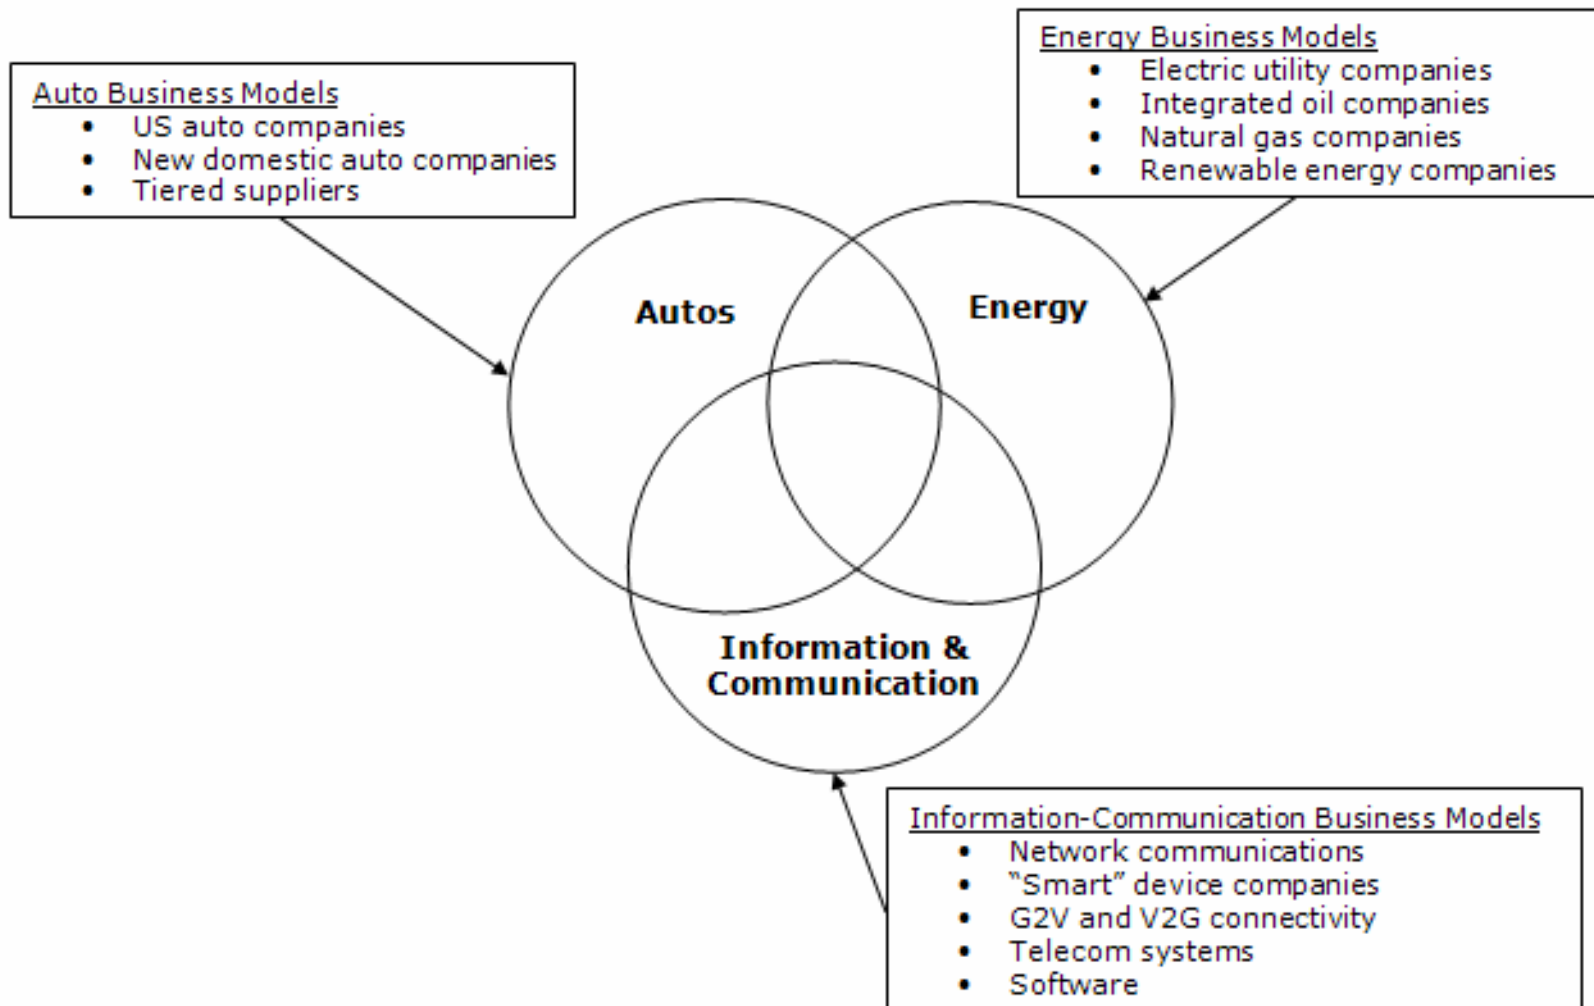 Energy Business Models
• Electric utility companies
• Integrated oil companies
• Natural gas companies
• Renewable energy companies
Auto Business Models
• US auto companies
• New domestic auto companies
• Tiered suppliers
Autos
Energy
Information &
Communication
Information-Communication Business Models
• Network communications
• “Smart” device companies
• G2V and V2G connectivity
• Telecom systems
• Software